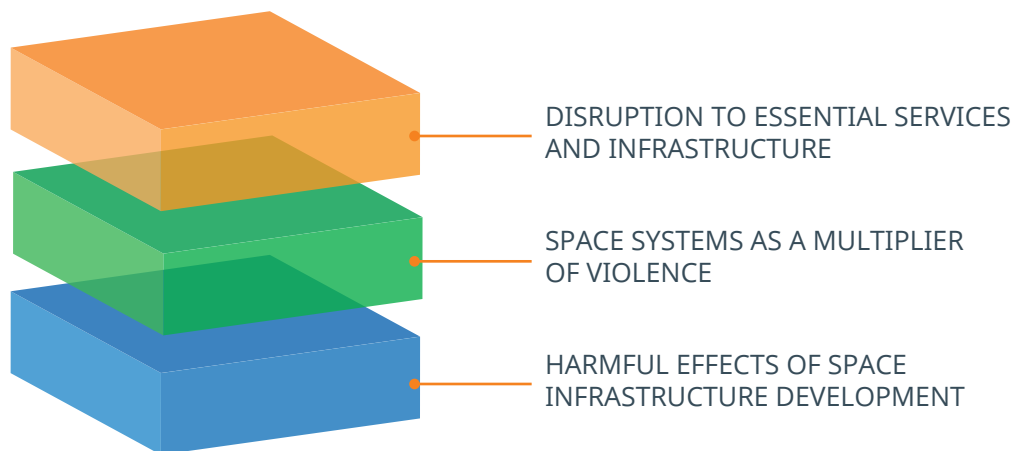 DISRUPTION TO ESSENTIAL SERVICES
AND INFRASTRUCTURE
SPACE SYSTEMS AS A MULTIPLIER
OF VIOLENCE
HARMFUL EFFECTS OF SPACE
INFRASTRUCTURE DEVELOPMENT